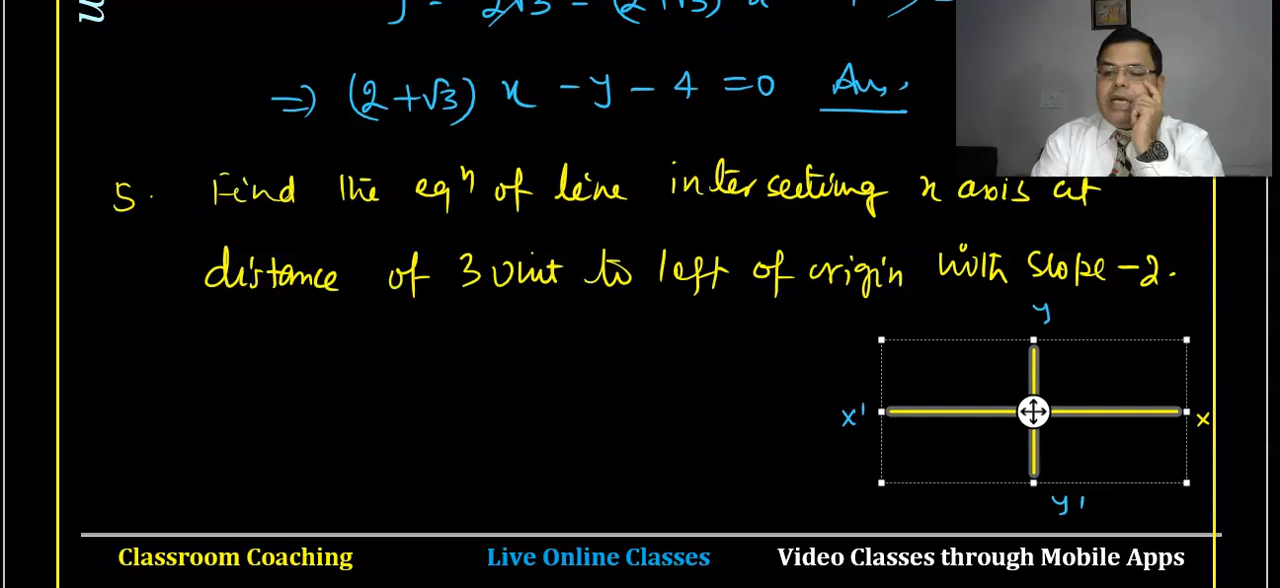 => (2+√3) x - y - 4 = 0 Ans.
5. Find the eqn of line intersecting x axis at
distance of 3 unit to left of origin with slope -2.
y
x' x
y'
Classroom Coaching Live Online Classes Video Classes through Mobile Apps